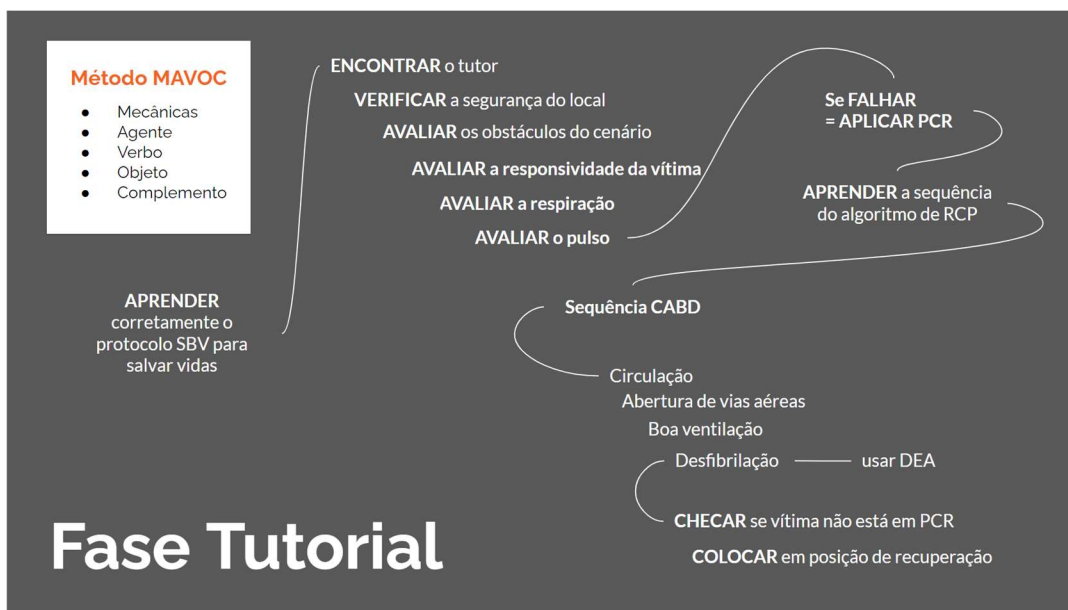 Método MAVOC
● Mecânicas
● Agente
● Verbo
● Objeto
● Complemento
APRENDER
corretamente o
protocolo SBV para
salvar vidas
ENCONTRAR o tutor
VERIFICAR a segurança do local
AVALIAR os obstáculos do cenário
AVALIAR a responsividade da vítima
AVALIAR a respiração
AVALIAR o pulso
Se FALHAR
= APLICAR PCR
APRENDER a sequência
do algoritmo de RCP
Sequência CABD
Circulação
Abertura de vias aéreas
Boa ventilação
Desfibrilação
usar DEA
CHECAR se vítima não está em PCR
COLOCAR em posição de recuperação
Fase Tutorial